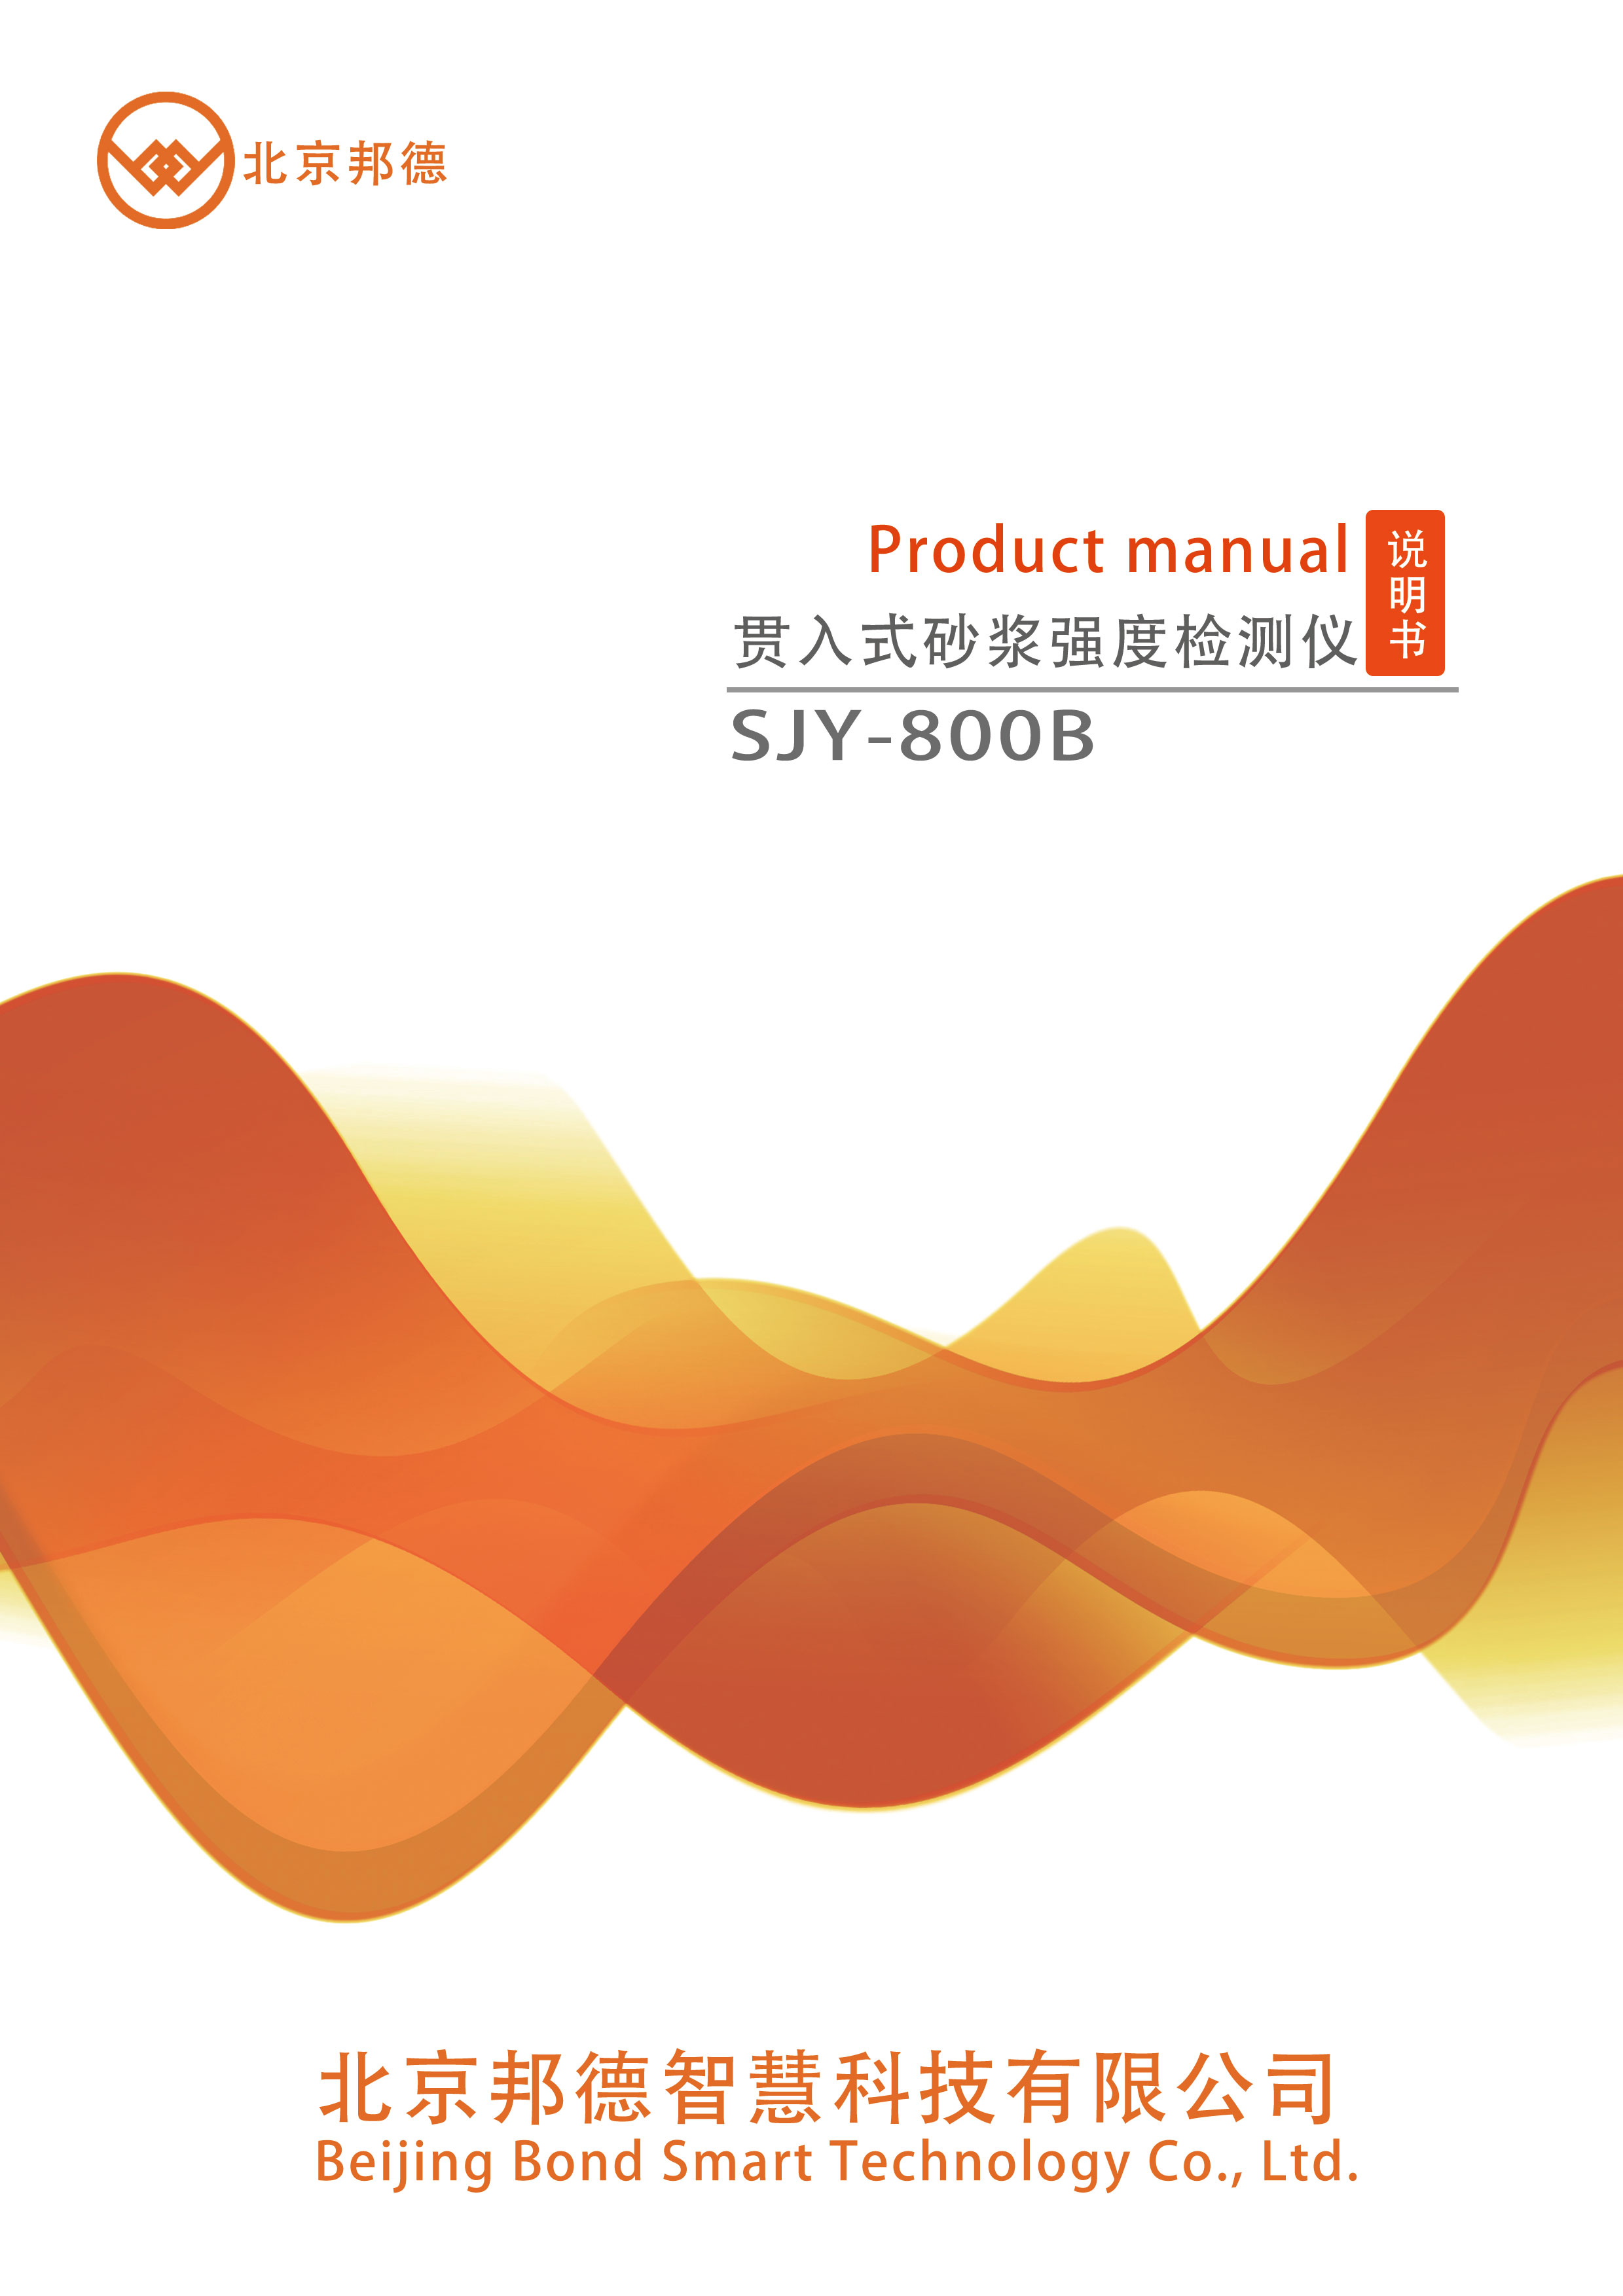 北京邦德
Product manual
说明书
贯入式砂浆强度检测仪
SJY-800B
北京邦德智慧科技有限公司
Beijing Bond Smart Technology Co., Ltd.